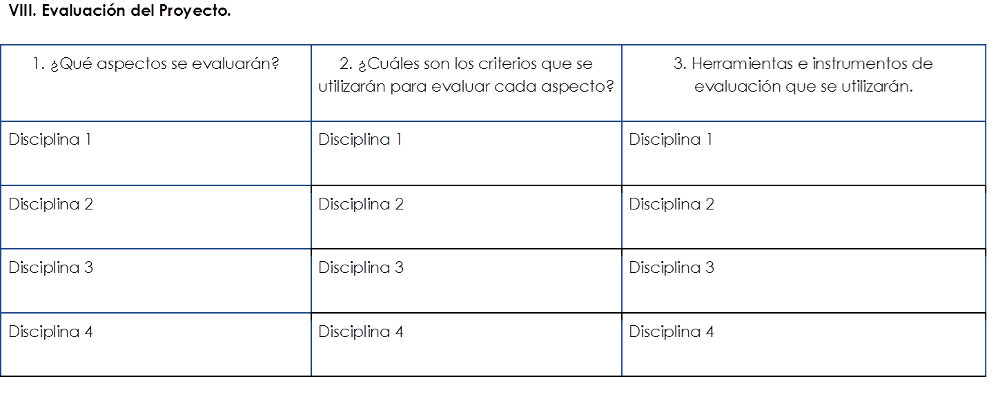 VIII. Evaluación del Proyecto.
1. ¿Qué aspectos se evaluarán?
2. ¿Cuáles son los criterios que se
utilizarán para evaluar cada aspecto?
3. Herramientas e instrumentos de
evaluación que se utilizarán.
Disciplina 1
Disciplina 1
Disciplina 1
Disciplina 2
Disciplina 2
Disciplina 2
Disciplina 3
Disciplina 3
Disciplina 3
Disciplina 4
Disciplina 4
Disciplina 4